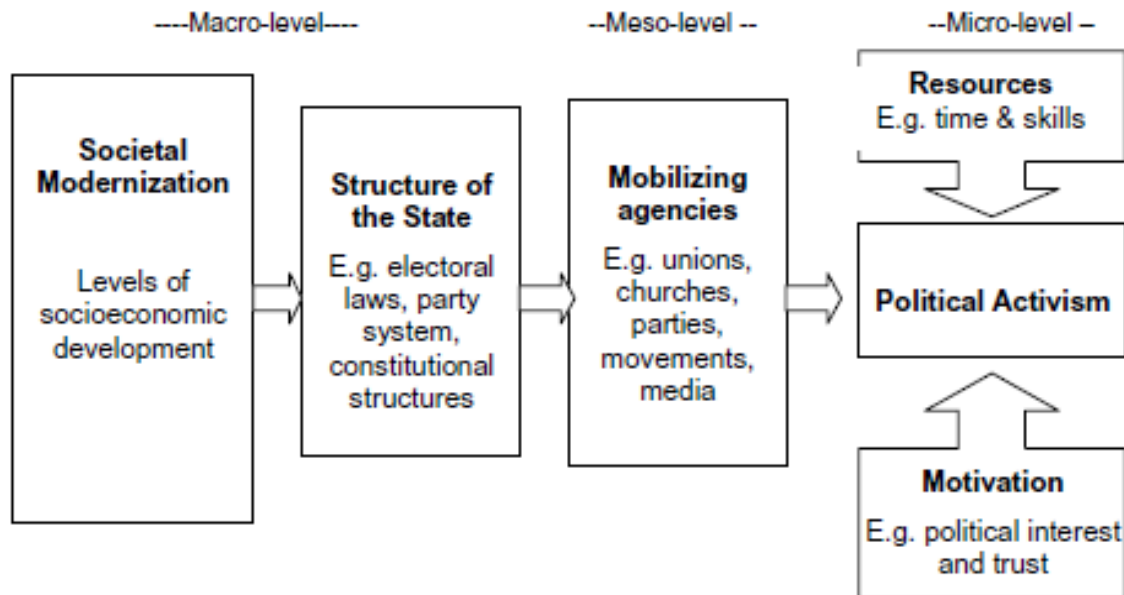 ----Macro-level----
--Meso-level --
--Micro-level –
Societal
Modernization
Levels of
socioeconomic
development
Structure of
the State
E.g. electoral
laws, party
system,
constitutional
structures
Mobilizing
agencies
E.g. unions,
churches,
parties,
movements,
media
Resources
E.g. time & skills
Political Activism
Motivation
E.g. political interest
and trust